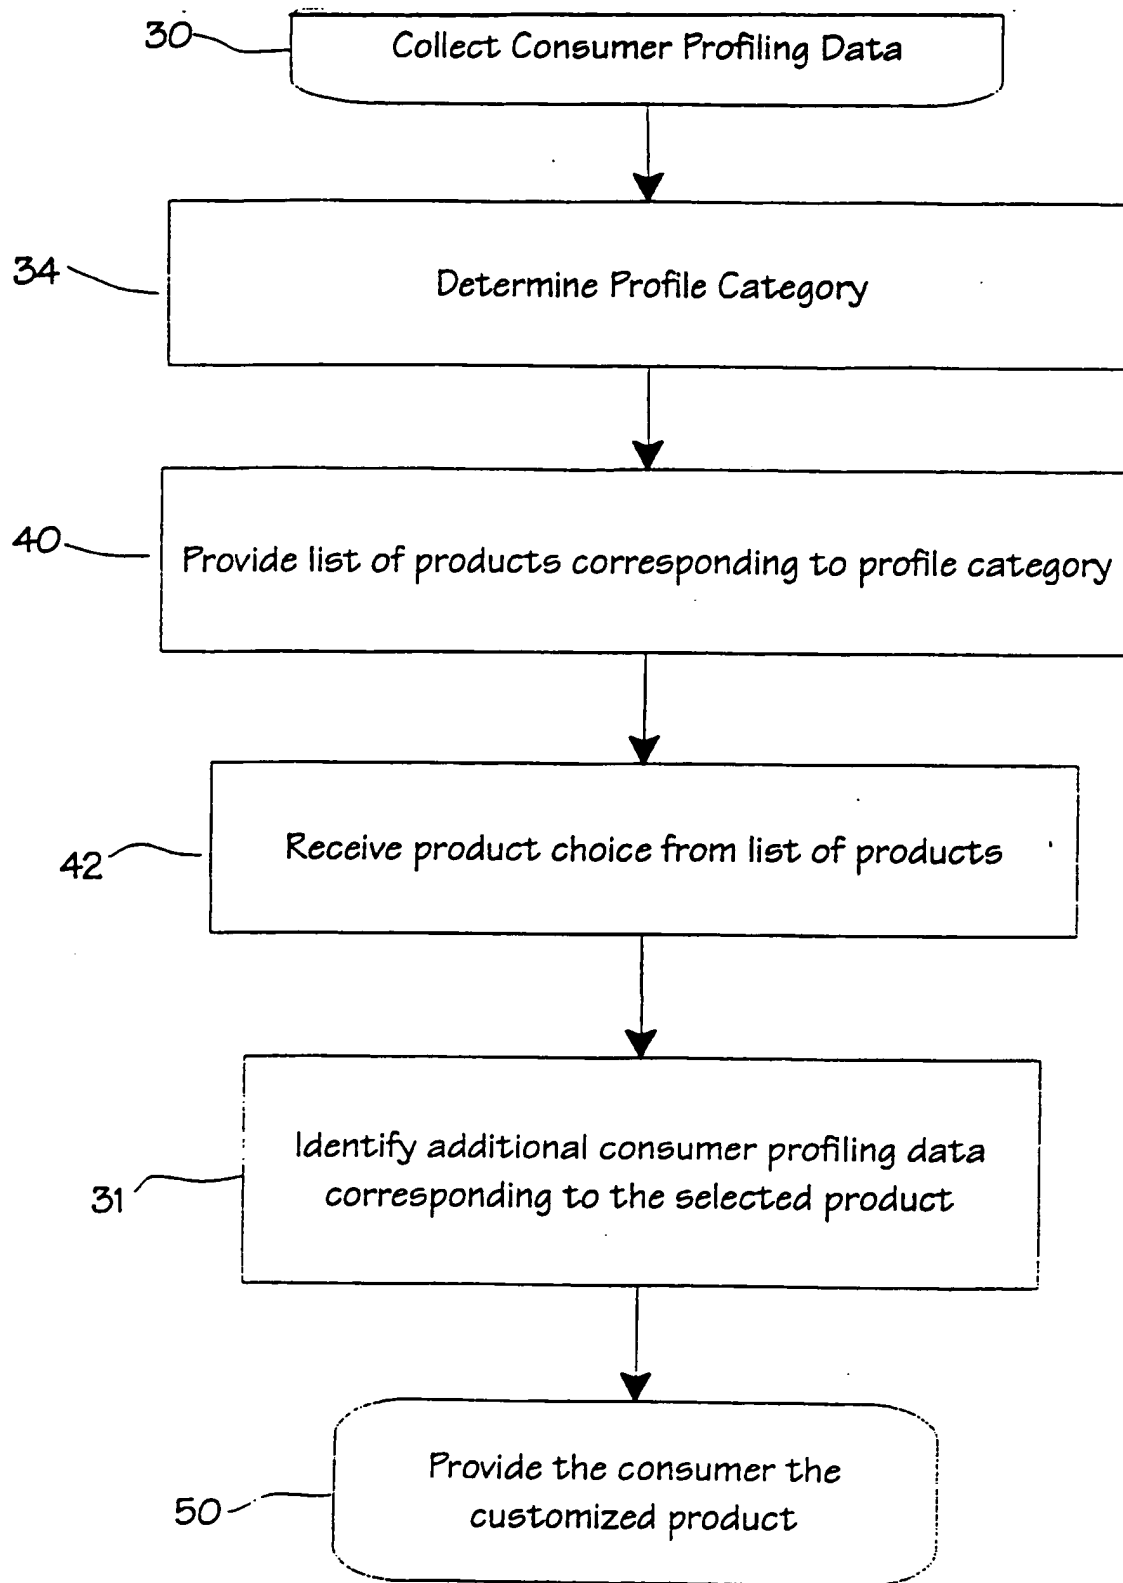 30
Collect Consumer Profiling Data
34
Determine Profile Category
40
Provide list of products corresponding to profile category
42
Receive product choice from list of products
31
Identify additional consumer profiling data
corresponding to the selected product
50
Provide the consumer the
customized product